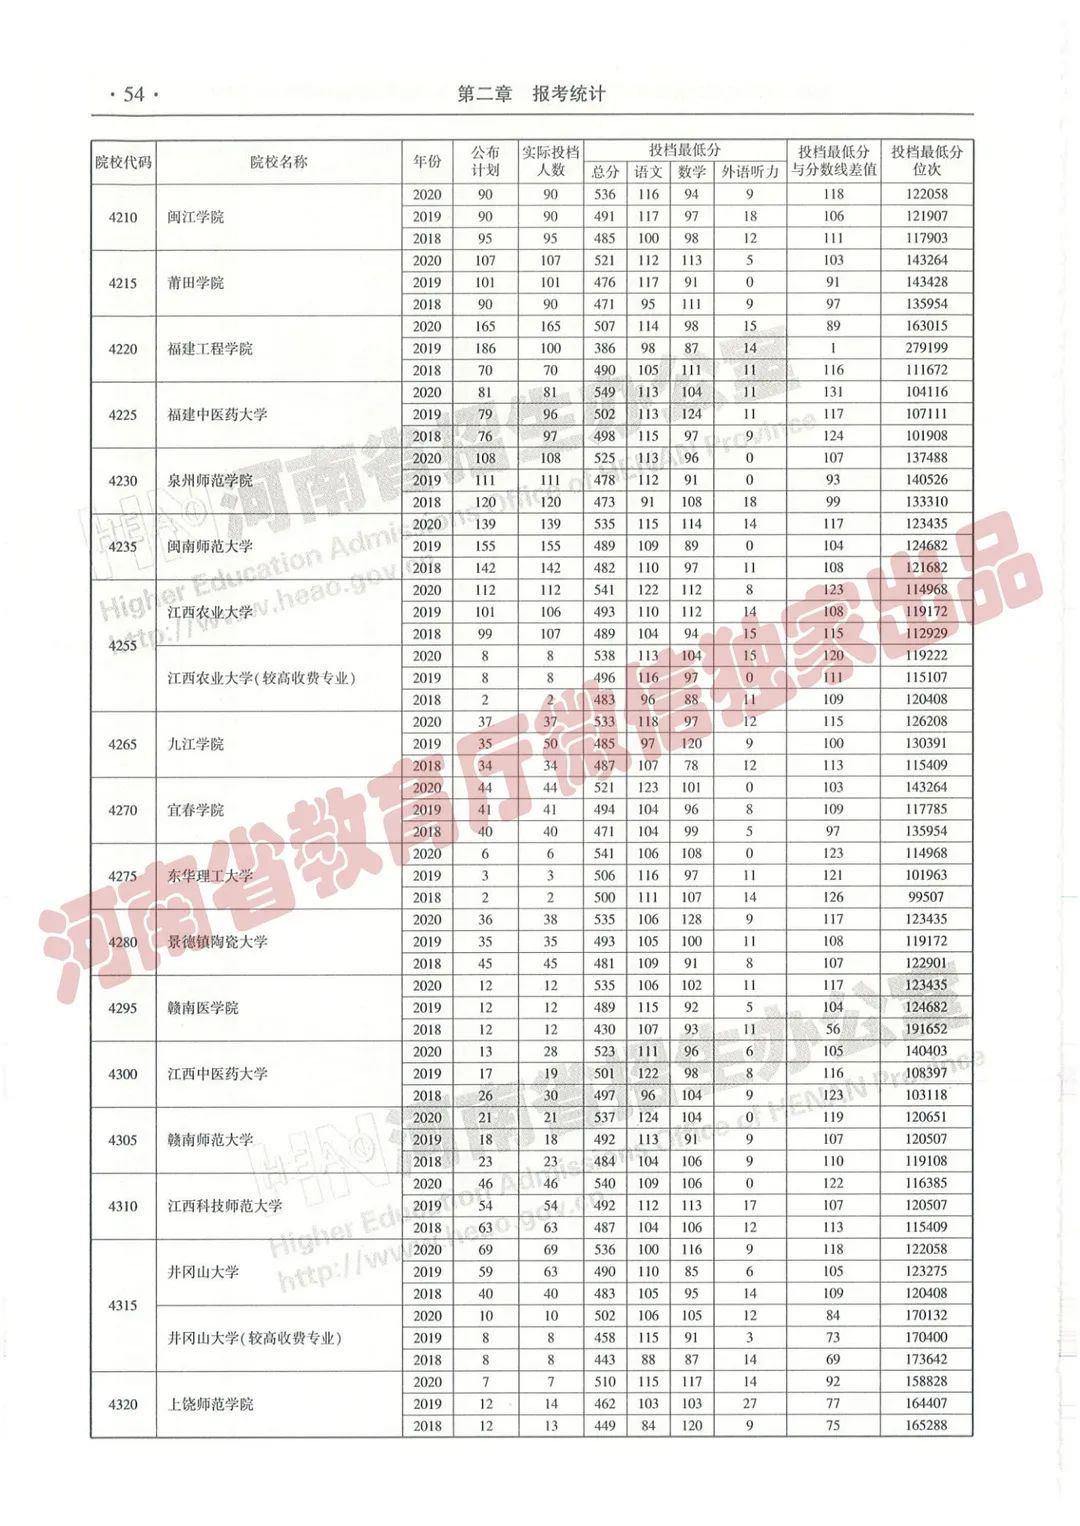 · 54 ·
第二章 报考统计
院校代码 院校名称 年份 公布计划 实际投档人数 投档最低分 投档最低分与分数线差值 投档最低分位次
总分 语文 数学 外语听力
4210 闽江学院
2020 90 90 536 116 94 9 118 122058
2019 90 90 491 117 97 18 106 121907
2018 95 95 485 100 98 12 111 117903
4215 莆田学院
2020 107 107 521 112 113 5 103 143264
2019 101 101 476 117 91 0 91 143428
2018 90 90 471 95 111 9 97 135954
4220 福建工程学院
2020 165 165 507 114 98 15 89 163015
2019 186 100 386 98 87 14 1 279199
2018 70 70 490 105 111 11 116 111672
4225 福建中医药大学
2020 81 81 549 113 104 11 131 104116
2019 79 96 502 113 124 11 117 107111
2018 76 97 498 115 97 9 124 101908
4230 泉州师范学院
2020 108 108 525 113 96 0 107 137488
2019 111 111 478 112 91 0 93 140526
2018 120 120 473 91 108 18 99 133310
4235 闽南师范大学
2020 139 139 535 115 114 14 117 123435
2019 155 155 489 109 89 0 104 124682
2018 142 142 482 110 97 11 108 121682
4255 江西农业大学
2020 112 112 541 122 112 8 123 114968
2019 101 106 493 110 112 14 108 119172
2018 99 107 489 104 94 15 115 112929
江西农业大学(较高收费专业)
2020 8 8 538 113 104 15 120 119222
2019 8 8 496 116 97 0 111 115107
2018 2 2 483 96 88 11 109 120408
4265 九江学院
2020 37 37 533 118 97 12 115 126208
2019 35 50 485 97 120 9 100 130391
2018 34 34 487 107 78 12 113 115409
4270 宜春学院
2020 44 44 521 123 101 0 103 143264
2019 41 41 494 104 96 8 109 117785
2018 40 40 471 104 99 5 97 135954
4275 东华理工大学
2020 6 6 541 106 108 0 123 114968
2019 3 3 506 116 97 11 121 101963
2018 2 2 500 111 107 14 126 99507
4280 景德镇陶瓷大学
2020 36 38 535 106 128 9 117 123435
2019 35 35 493 105 100 11 108 119172
2018 45 45 481 109 91 8 107 122901
4295 赣南医学院
2020 12 12 535 106 102 11 117 123435
2019 12 12 489 115 92 5 104 124682
2018 12 12 430 107 93 11 56 191652
4300 江西中医药大学
2020 13 28 523 111 96 6 105 140403
2019 17 19 501 122 98 8 116 108397
2018 26 30 497 96 104 9 123 103118
4305 赣南师范大学
2020 21 21 537 124 104 0 119 120651
2019 18 18 492 113 91 9 107 120507
2018 23 23 484 104 106 9 110 119108
4310 江西科技师范大学
2020 46 46 540 109 106 0 122 116385
2019 54 54 492 112 113 17 107 120507
2018 63 63 487 104 106 12 113 115409
4315 井冈山大学
2020 69 69 536 100 116 9 118 122058
2019 59 63 490 110 85 6 105 123275
2018 40 40 483 105 95 14 109 120408
井冈山大学(较高收费专业)
2020 10 10 502 106 105 12 84 170132
2019 8 8 458 115 91 3 73 170400
2018 8 8 443 88 87 14 69 173642
4320 上饶师范学院
2020 7 7 510 115 117 14 92 158828
2019 12 14 462 103 103 27 77 164407
2018 12 13 449 84 120 9 75 165288
河南省教育厅微信独家出品
HEAO
河南省招生办公室
Higher Education Admissions Office of HENAN Province
http://www.heao.gov.cn
HEAO
河南省招生办公室
Higher Education Admissions Office of HENAN Province
http://www.heao.gov.cn